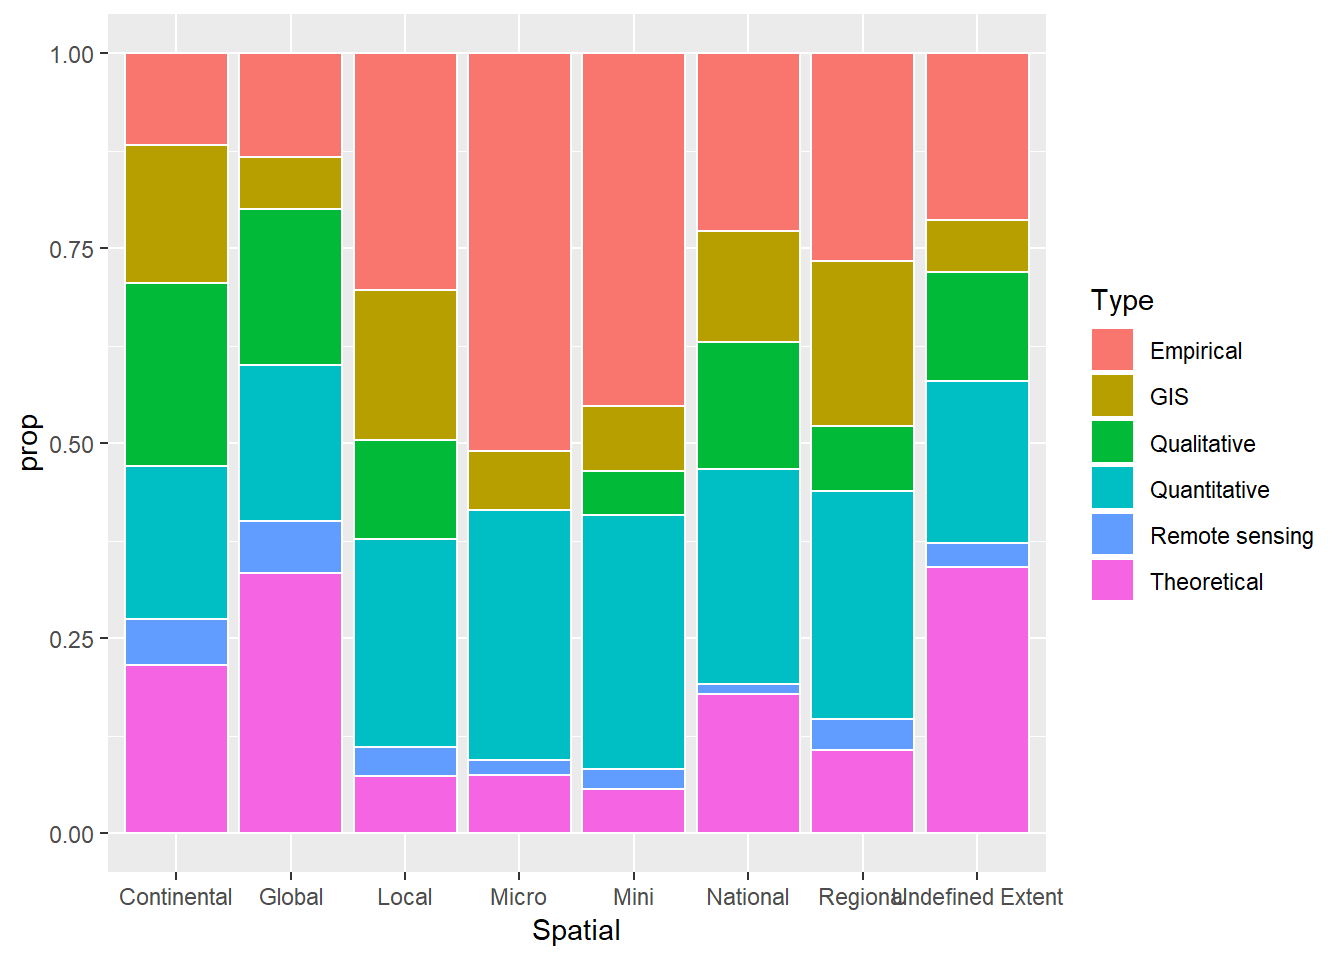 1.00
0.75
0.50
0.25
0.00
prop
Continental Global Local Micro Mini National Regional Undefined Extent
Spatial
Type
Empirical
GIS
Qualitative
Quantitative
Remote sensing
Theoretical